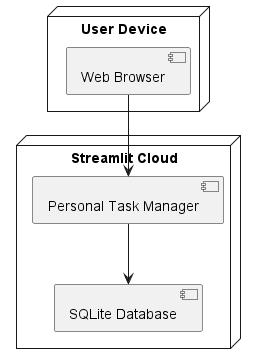 User Device
Web Browser
Streamlit Cloud
Personal Task Manager
SQLite Database